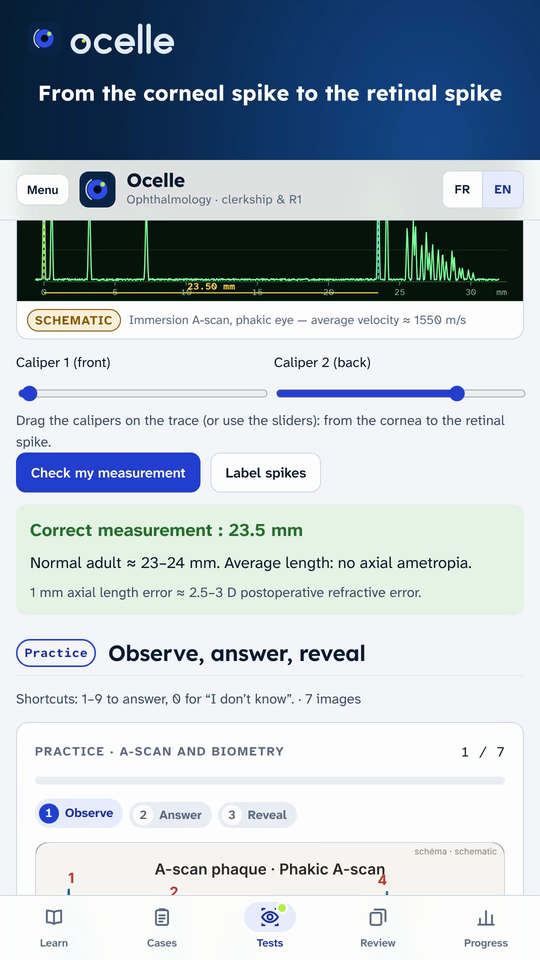 ocelle
From the corneal spike to the retinal spike
Menu
Ocelle
Ophthalmology · clerkship & R1
FR
EN
23.50 mm
0 5 10 15 20 25 30 mm
SCHEMATIC
Immersion A-scan, phakic eye — average velocity ≈ 1550 m/s
Caliper 1 (front)
Caliper 2 (back)
Drag the calipers on the trace (or use the sliders): from the cornea to the retinal
spike.
Check my measurement
Label spikes
Correct measurement : 23.5 mm
Normal adult ≈ 23–24 mm. Average length: no axial ametropia.
1 mm axial length error ≈ 2.5–3 D postoperative refractive error.
Practice
Observe, answer, reveal
Shortcuts: 1–9 to answer, 0 for “I don’t know”. · 7 images
PRACTICE · A-SCAN AND BIOMETRY
1 / 7
1 Observe
2 Answer
3 Reveal
schéma · schematic
A-scan phaque · Phakic A-scan
1
2
4
Learn
Cases
Tests
Review
Progress